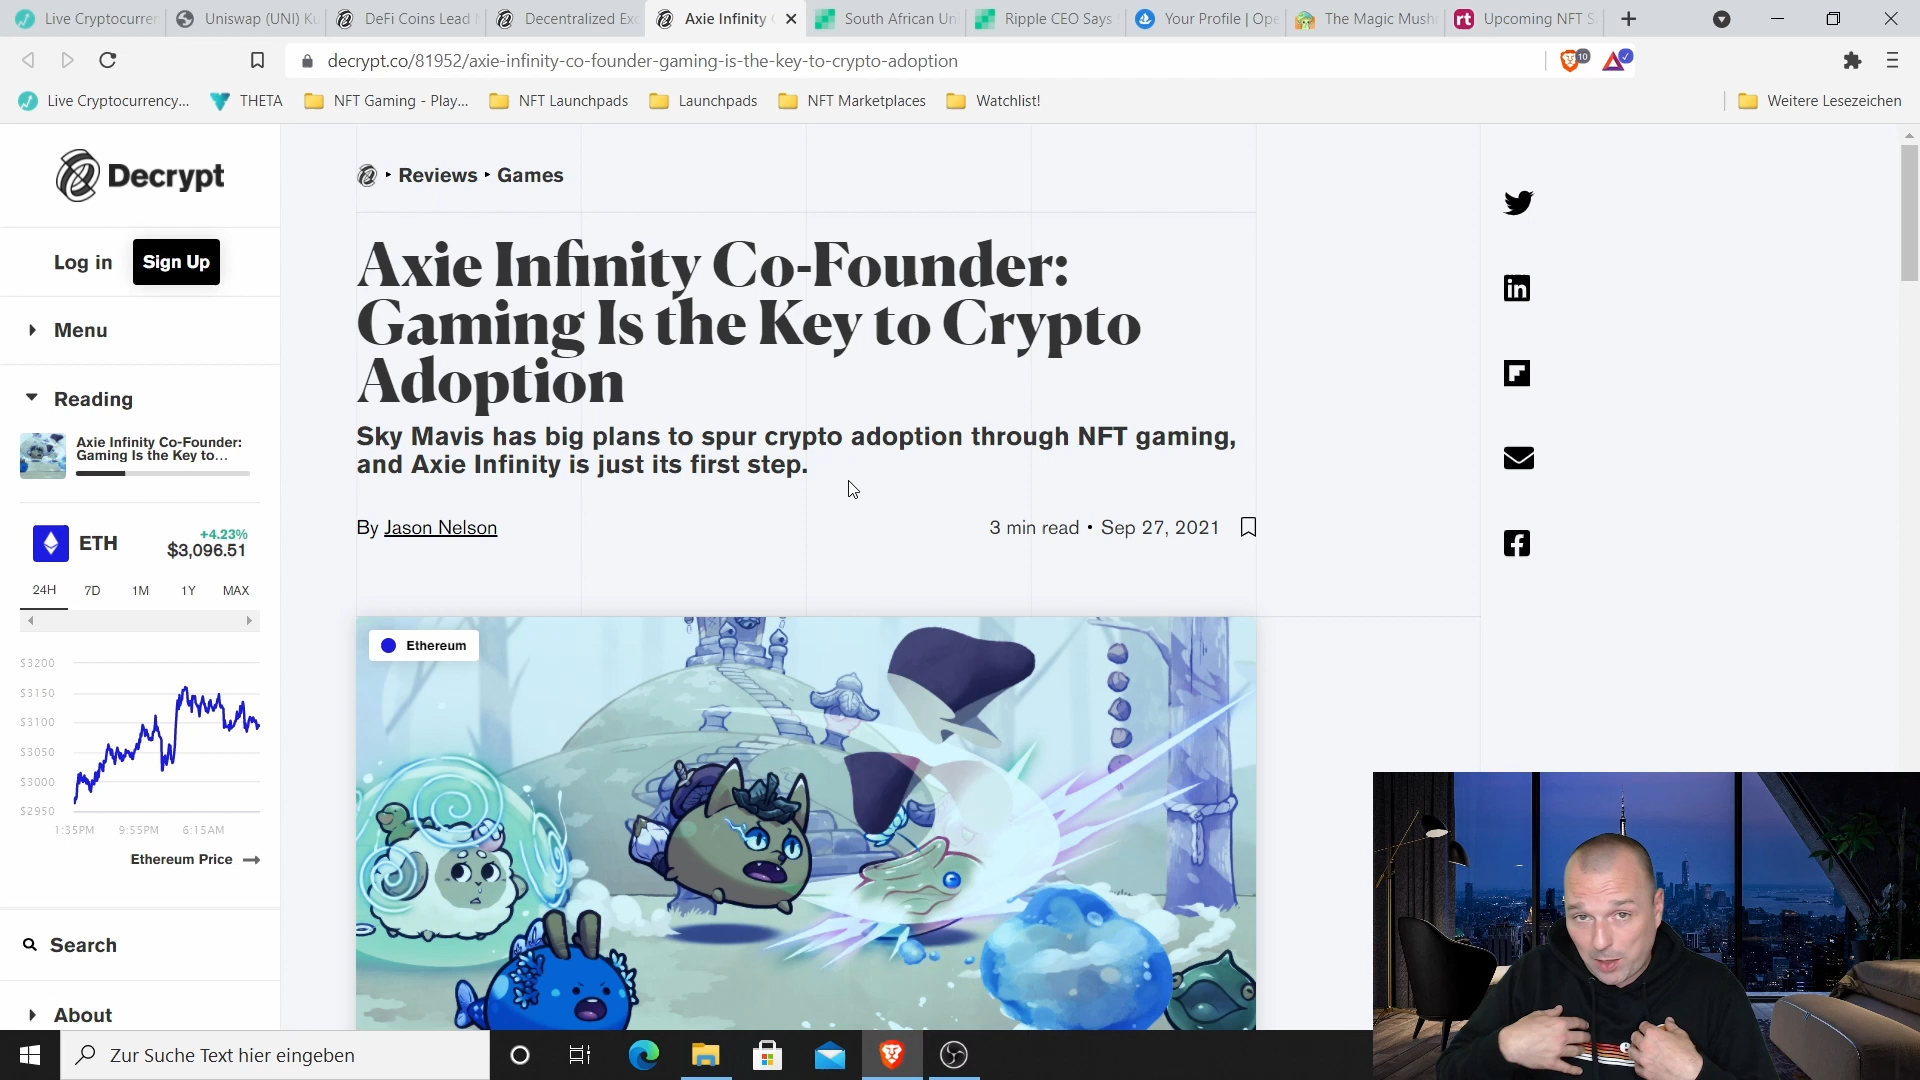 Live Cryptocurren
Uniswap (UNI) Ku
DeFi Coins Lead
Decentralized Exc
Axie Infinity
South African Un
Ripple CEO Says
Your Profile | Ope
The Magic Mush
rt Upcoming NFT S
decrypt.co/81952/axie-infinity-co-founder-gaming-is-the-key-to-crypto-adoption
10
Live Cryptocurrency...
THETA
NFT Gaming - Play...
NFT Launchpads
Launchpads
NFT Marketplaces
Watchlist!
Weitere Lesezeichen
Decrypt
Log in
Sign Up
Menu
Reading
Axie Infinity Co-Founder:
Gaming Is the Key to...
ETH
+4.23%
$3,096.51
24H 7D 1M 1Y MAX
$3200
$3150
$3100
$3050
$3000
$2950
1:35PM 9:55PM 6:15AM
Ethereum Price
Search
About
Reviews
Games
Axie Infinity Co-Founder:
Gaming Is the Key to Crypto
Adoption
Sky Mavis has big plans to spur crypto adoption through NFT gaming,
and Axie Infinity is just its first step.
By Jason Nelson
3 min read • Sep 27, 2021
Ethereum
Zur Suche Text hier eingeben